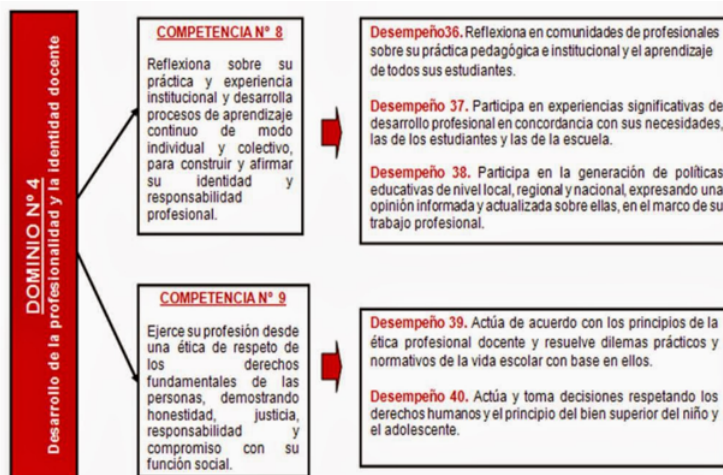 DOMINIO Nº 4
Desarrollo de la profesionalidad y la identidad docente
COMPETENCIA Nº 8
Reflexiona sobre su
práctica y experiencia
institucional y desarrolla
procesos de aprendizaje
continuo de modo
individual y colectivo,
para construir y afirmar
su identidad y
responsabilidad
profesional.
Desempeño36. Reflexiona en comunidades de profesionales
sobre su práctica pedagógica e institucional y el aprendizaje
de todos sus estudiantes.
Desempeño 37. Participa en experiencias significativas de
desarrollo profesional en concordancia con sus necesidades,
las de los estudiantes y las de la escuela.
Desempeño 38. Participa en la generación de políticas
educativas de nivel local, regional y nacional, expresando una
opinión informada y actualizada sobre ellas, en el marco de su
trabajo profesional.
COMPETENCIA Nº 9
Ejerce su profesión desde
una ética de respeto de
los derechos
fundamentales de las
personas, demostrando
honestidad, justicia,
responsabilidad y
compromiso con su
función social.
Desempeño 39. Actúa de acuerdo con los principios de la
ética profesional docente y resuelve dilemas prácticos y
normativos de la vida escolar con base en ellos.
Desempeño 40. Actúa y toma decisiones respetando los
derechos humanos y el principio del bien superior del niño y
el adolescente.